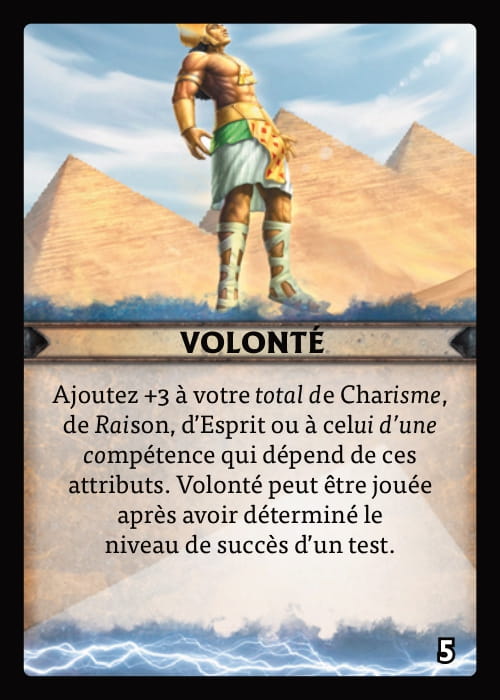 VOLONTÉ
Ajoutez +3 à votre total de Charisme,
de Raison, d'Esprit ou à celui d'une
compétence qui dépend de ces
attributs. Volonté peut être jouée
après avoir déterminé le
niveau de succès d'un test.
5